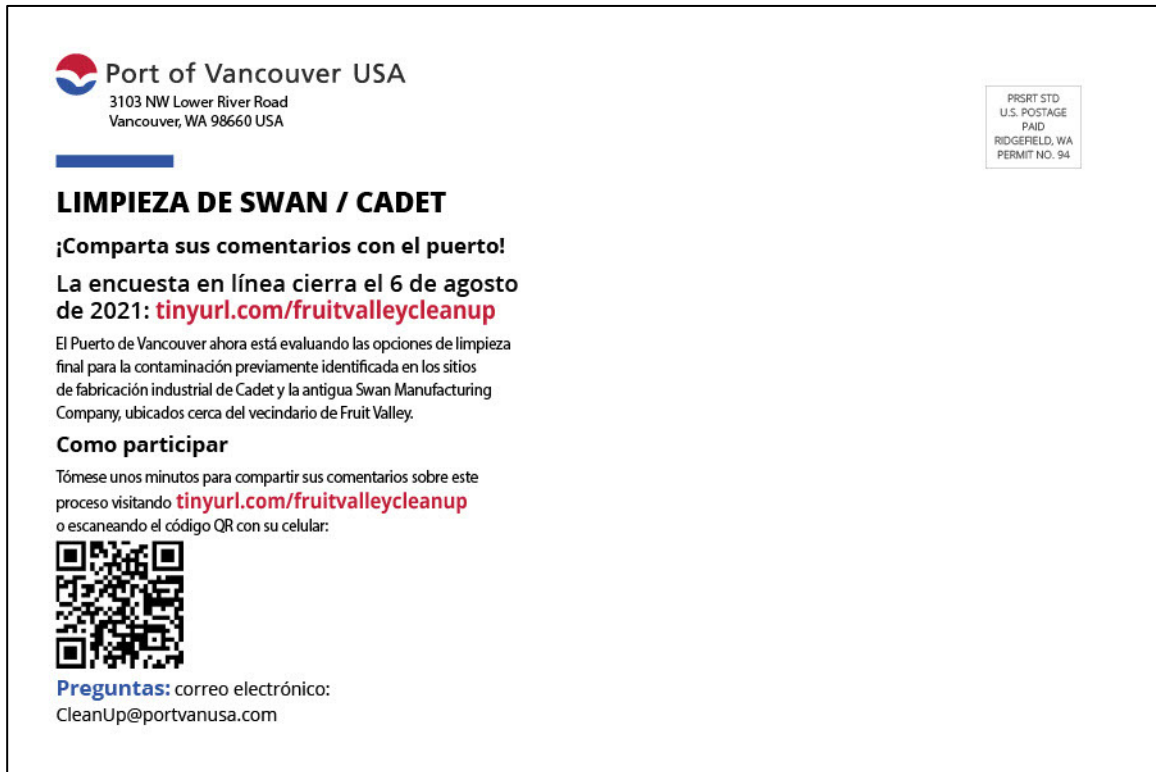 Port of Vancouver USA
3103 NW Lower River Road
Vancouver, WA 98660 USA
PRSRT STD
U.S. POSTAGE
PAID
RIDGEFIELD, WA
PERMIT NO. 94
LIMPIEZA DE SWAN / CADET
¡Comparta sus comentarios con el puerto!
La encuesta en línea cierra el 6 de agosto
de 2021: tinyurl.com/fruitvalleycleanup
El Puerto de Vancouver ahora está evaluando las opciones de limpieza
final para la contaminación previamente identificada en los sitios
de fabricación industrial de Cadet y la antigua Swan Manufacturing
Company, ubicados cerca del vecindario de Fruit Valley.
Como participar
Tómese unos minutos para compartir sus comentarios sobre este
proceso visitando tinyurl.com/fruitvalleycleanup
o escaneando el código QR con su celular:
Preguntas: correo electrónico:
CleanUp@portvanusa.com